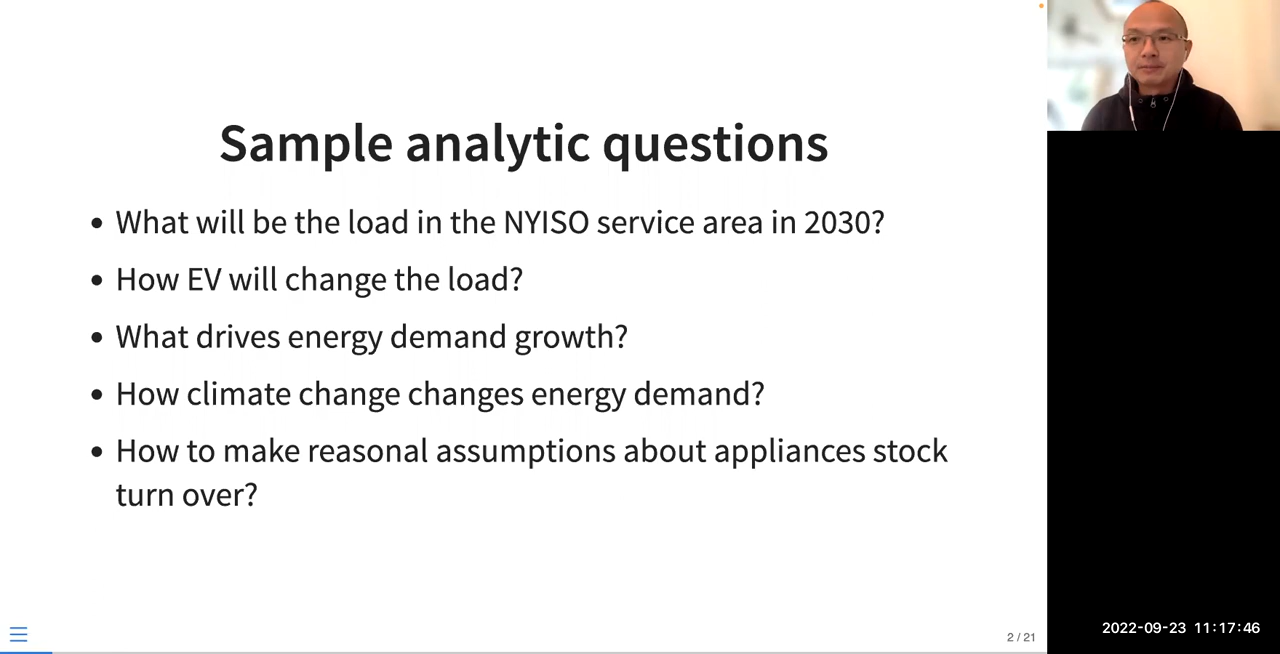 Sample analytic questions
• What will be the load in the NYISO service area in 2030?
• How EV will change the load?
• What drives energy demand growth?
• How climate change changes energy demand?
• How to make reasonal assumptions about appliances stock
turn over?
2 / 21
2022-09-23 11:17:46